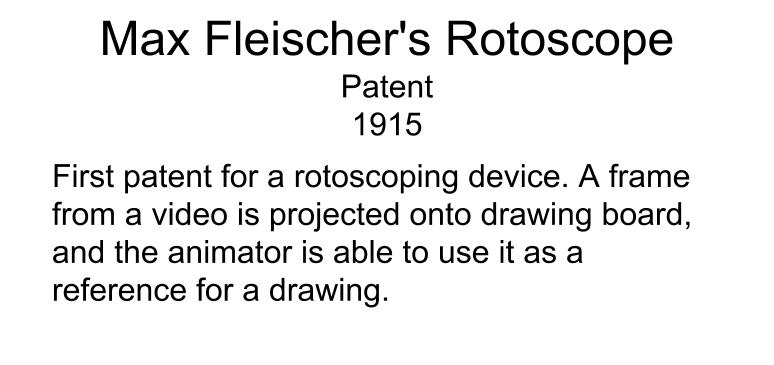 Max Fleischer's Rotoscope
Patent
1915
First patent for a rotoscoping device. A frame
from a video is projected onto drawing board,
and the animator is able to use it as a
reference for a drawing.